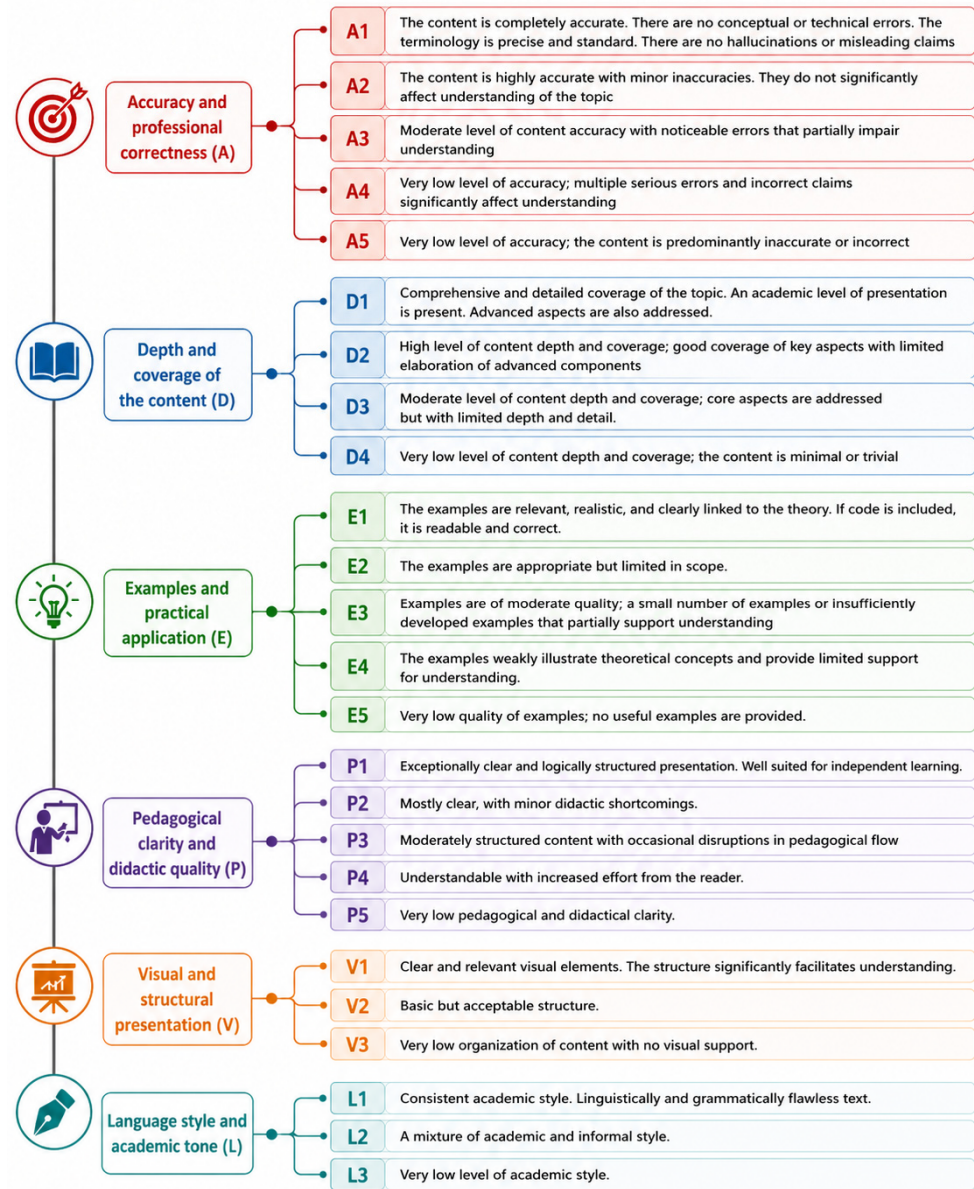 Accuracy and
professional
correctness (A)
A1
The content is completely accurate. There are no conceptual or technical errors. The
terminology is precise and standard. There are no hallucinations or misleading claims
A2
The content is highly accurate with minor inaccuracies. They do not significantly
affect understanding of the topic
A3
Moderate level of content accuracy with noticeable errors that partially impair
understanding
A4
Very low level of accuracy; multiple serious errors and incorrect claims
significantly affect understanding
A5
Very low level of accuracy; the content is predominantly inaccurate or incorrect
Depth and
coverage of
the content (D)
D1
Comprehensive and detailed coverage of the topic. An academic level of presentation
is present. Advanced aspects are also addressed.
D2
High level of content depth and coverage; good coverage of key aspects with limited
elaboration of advanced components
D3
Moderate level of content depth and coverage; core aspects are addressed
but with limited depth and detail.
D4
Very low level of content depth and coverage; the content is minimal or trivial
Examples and
practical
application (E)
E1
The examples are relevant, realistic, and clearly linked to the theory. If code is included,
it is readable and correct.
E2
The examples are appropriate but limited in scope.
E3
Examples are of moderate quality; a small number of examples or insufficiently
developed examples that partially support understanding
E4
The examples weakly illustrate theoretical concepts and provide limited support
for understanding.
E5
Very low quality of examples; no useful examples are provided.
Pedagogical
clarity and
didactic quality (P)
P1
Exceptionally clear and logically structured presentation. Well suited for independent learning.
P2
Mostly clear, with minor didactic shortcomings.
P3
Moderately structured content with occasional disruptions in pedagogical flow
P4
Understandable with increased effort from the reader.
P5
Very low pedagogical and didactical clarity.
Visual and
structural
presentation (V)
V1
Clear and relevant visual elements. The structure significantly facilitates understanding.
V2
Basic but acceptable structure.
V3
Very low organization of content with no visual support.
Language style and
academic tone (L)
L1
Consistent academic style. Linguistically and grammatically flawless text.
L2
A mixture of academic and informal style.
L3
Very low level of academic style.